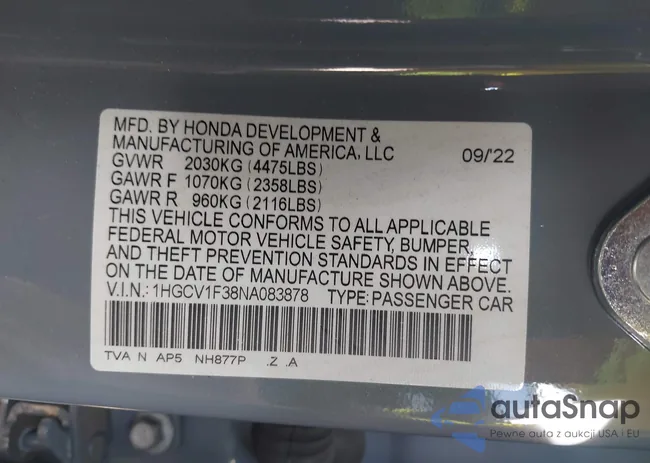 MFD. BY HONDA DEVELOPMENT &
MANUFACTURING OF AMERICA, LLC 09/'22
GVWR 2030KG (4475LBS)
GAWR F 1070KG (2358LBS)
GAWR R 960KG (2116LBS)
THIS VEHICLE CONFORMS TO ALL APPLICABLE
FEDERAL MOTOR VEHICLE SAFETY, BUMPER,
AND THEFT PREVENTION STANDARDS IN EFFECT
ON THE DATE OF MANUFACTURE SHOWN ABOVE.
V.I.N.: 1HGCV1F38NA083878 TYPE: PASSENGER CAR
TVA N AP5 NH877P .Z .A
autaSnap
Pewne auta z aukcji USA i EU